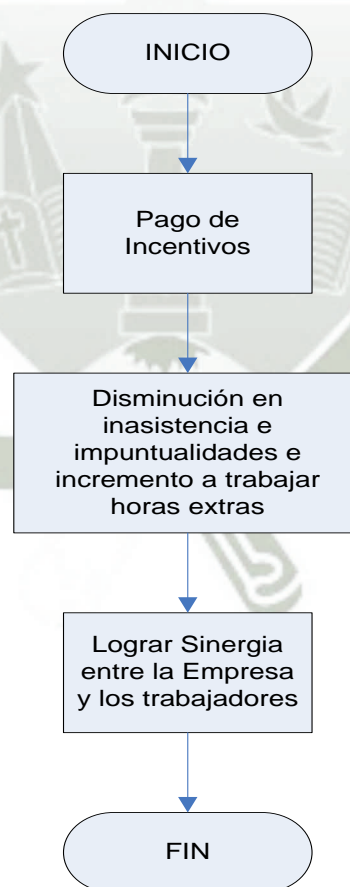 INICIO
Pago de
Incentivos
Disminución en
inasistencia e
impuntualidades e
incremento a trabajar
horas extras
Lograr Sinergia
entre la Empresa
y los trabajadores
FIN